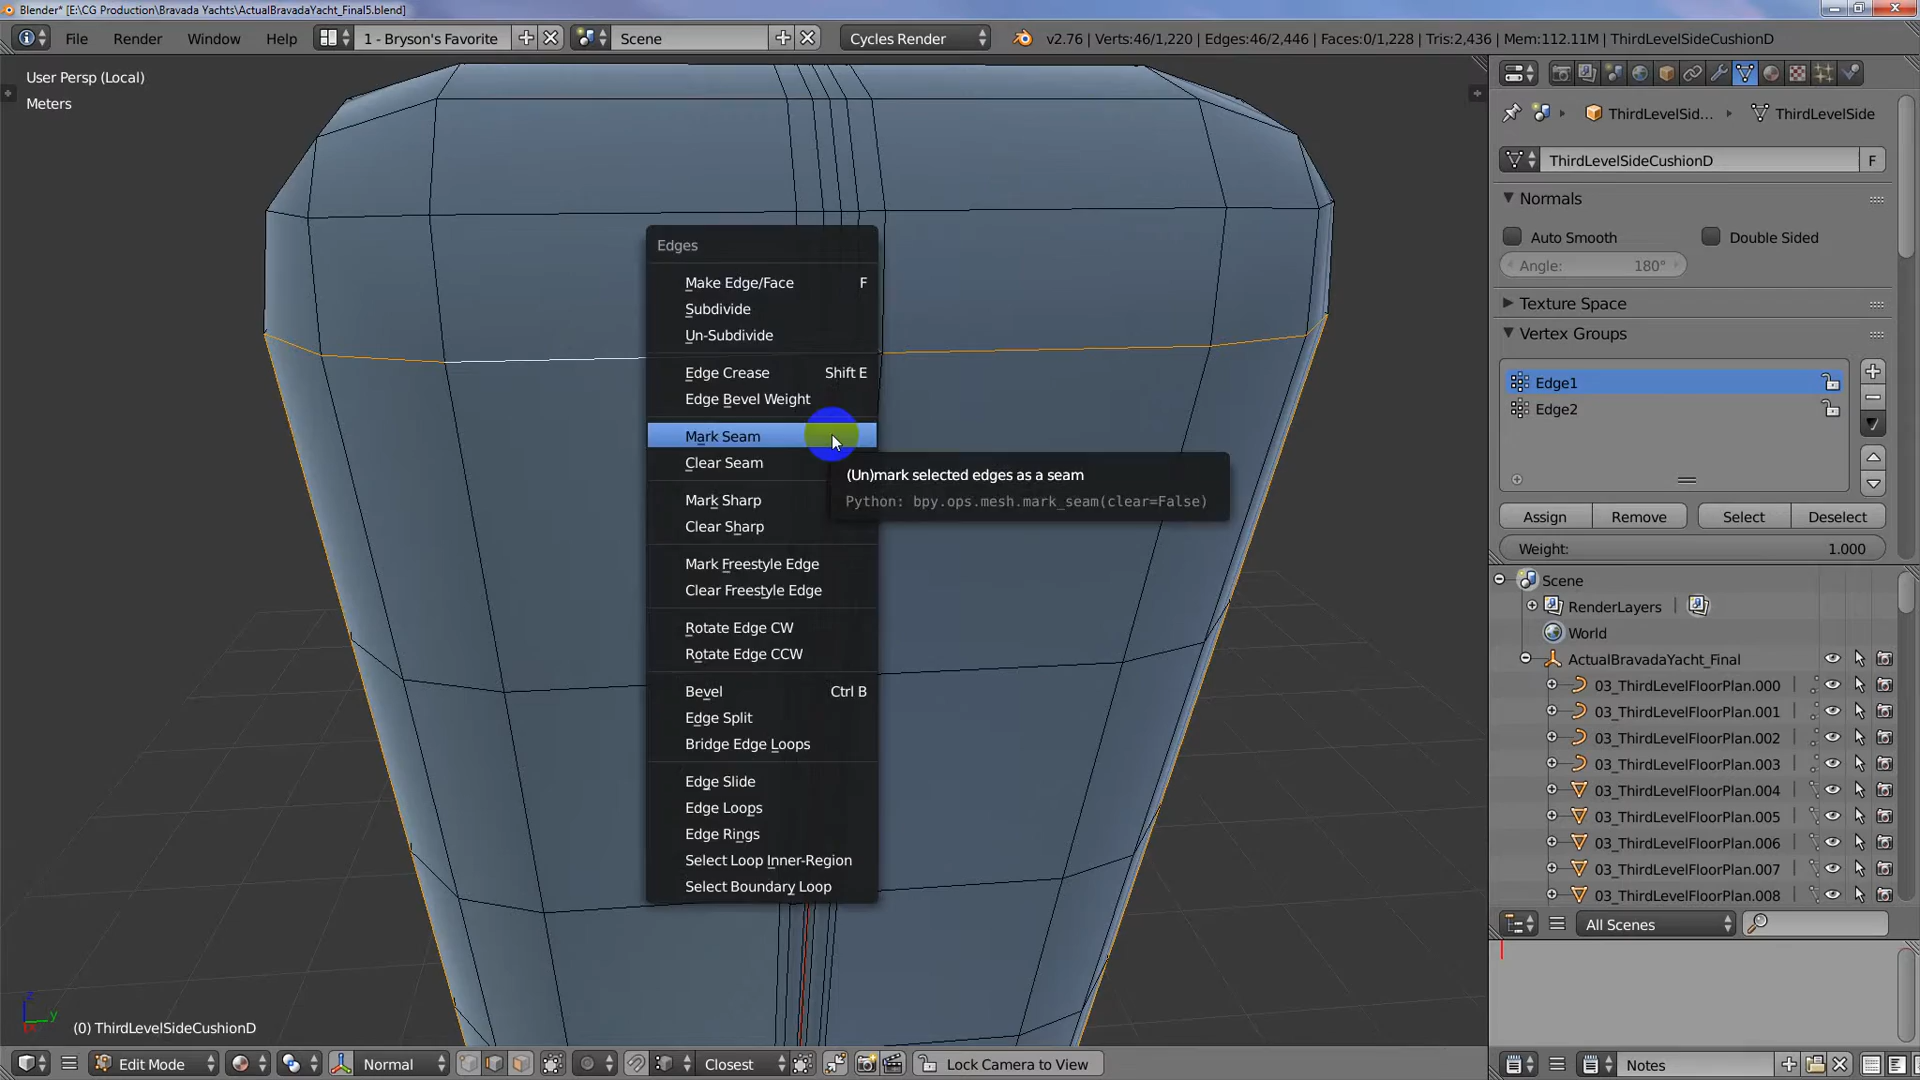 Blender* [E:\CG Production\Bravada Yachts\ActualBravadaYacht_Final5.blend]
File Render Window Help 1 - Bryson's Favorite Scene Cycles Render v2.76 | Verts:46/1,220 | Edges:46/2,446 | Faces:0/1,228 | Tris:2,436 | Mem:112.11M | ThirdLevelSideCushionD
User Persp (Local)
Meters
Edges
Make Edge/Face F
Subdivide
Un-Subdivide
Edge Crease Shift E
Edge Bevel Weight
Mark Seam
Clear Seam
(Un)mark selected edges as a seam
Python: bpy.ops.mesh.mark_seam(clear=False)
Mark Sharp
Clear Sharp
Mark Freestyle Edge
Clear Freestyle Edge
Rotate Edge CW
Rotate Edge CCW
Bevel Ctrl B
Edge Split
Bridge Edge Loops
Edge Slide
Edge Loops
Edge Rings
Select Loop Inner-Region
Select Boundary Loop
ThirdLevelSid... ThirdLevelSide
ThirdLevelSideCushionD F
Normals
Auto Smooth Double Sided
Angle: 180°
Texture Space
Vertex Groups
Edge1
Edge2
Assign Remove Select Deselect
Weight: 1.000
Scene
RenderLayers
World
ActualBravadaYacht_Final
03_ThirdLevelFloorPlan.000
03_ThirdLevelFloorPlan.001
03_ThirdLevelFloorPlan.002
03_ThirdLevelFloorPlan.003
03_ThirdLevelFloorPlan.004
03_ThirdLevelFloorPlan.005
03_ThirdLevelFloorPlan.006
03_ThirdLevelFloorPlan.007
03_ThirdLevelFloorPlan.008
All Scenes
z
y
x
(0) ThirdLevelSideCushionD
Edit Mode Normal Closest Lock Camera to View
Notes